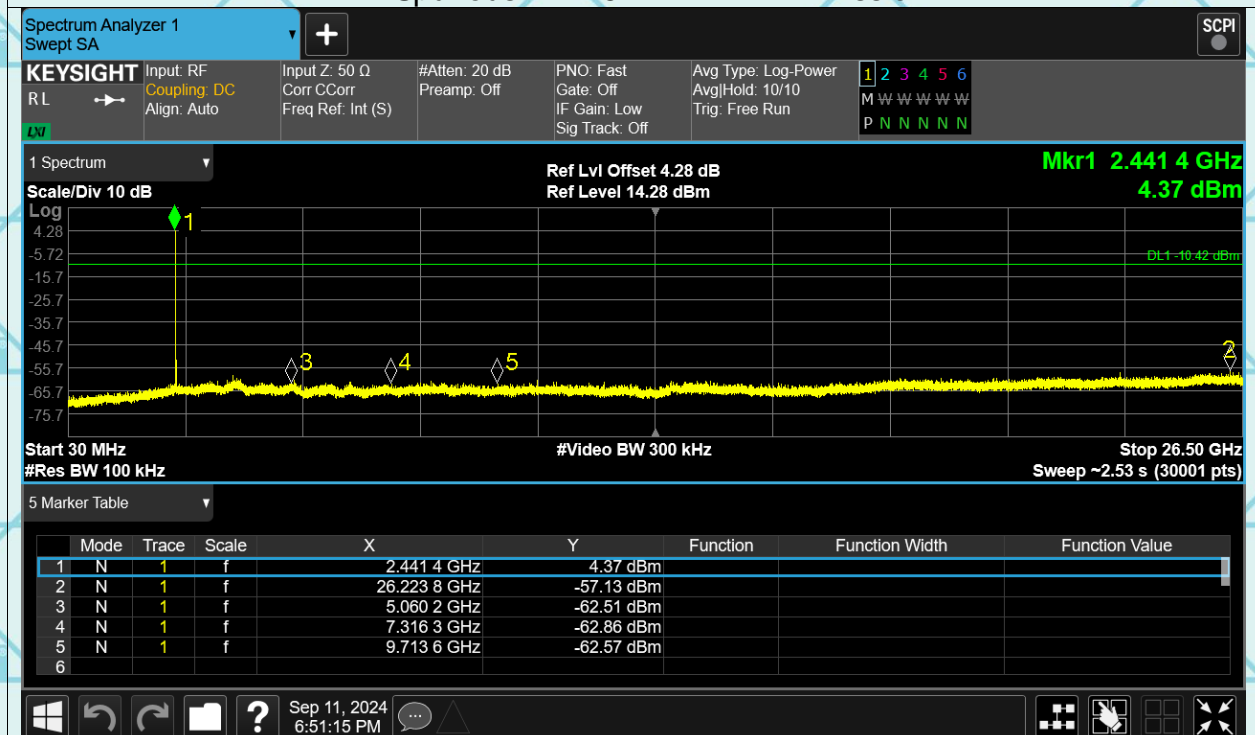 Spectrum Analyzer 1
Swept SA
+
SCPI
KEYSIGHT
RL
LXI
Input: RF
Coupling: DC
Align: Auto
Input Z: 50 Ω
Corr CCorr
Freq Ref: Int (S)
#Atten: 20 dB
Preamp: Off
PNO: Fast
Gate: Off
IF Gain: Low
Sig Track: Off
Avg Type: Log-Power
Avg|Hold: 10/10
Trig: Free Run
1 2 3 4 5 6
M W W W W W W
P N N N N N N
1 Spectrum
Scale/Div 10 dB
Ref Lvl Offset 4.28 dB
Ref Level 14.28 dBm
Mkr1 2.441 4 GHz
4.37 dBm
Log
1
4.28
-5.72
DL1 -10.42 dBm
-15.7
-25.7
-35.7
-45.7
2
3
4
5
-55.7
-65.7
-75.7
Start 30 MHz
#Video BW 300 kHz
Stop 26.50 GHz
#Res BW 100 kHz
Sweep ~2.53 s (30001 pts)
5 Marker Table
Mode Trace Scale X Y Function Function Width Function Value
1 N 1 f 2.441 4 GHz 4.37 dBm
2 N 1 f 26.223 8 GHz -57.13 dBm
3 N 1 f 5.060 2 GHz -62.51 dBm
4 N 1 f 7.316 3 GHz -62.86 dBm
5 N 1 f 9.713 6 GHz -62.57 dBm
6
?
Sep 11, 2024
6:51:15 PM